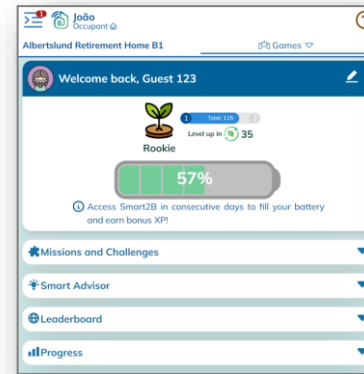 João
Occupant
Albertslund Retirement Home B1
Games
Welcome back, Guest 123
1 Total: 115 2
Level up in 35
Rookie
57%
Access Smart2B in consecutive days to fill your battery
and earn bonus XP!
Missions and Challenges
Smart Advisor
Leaderboard
Progress